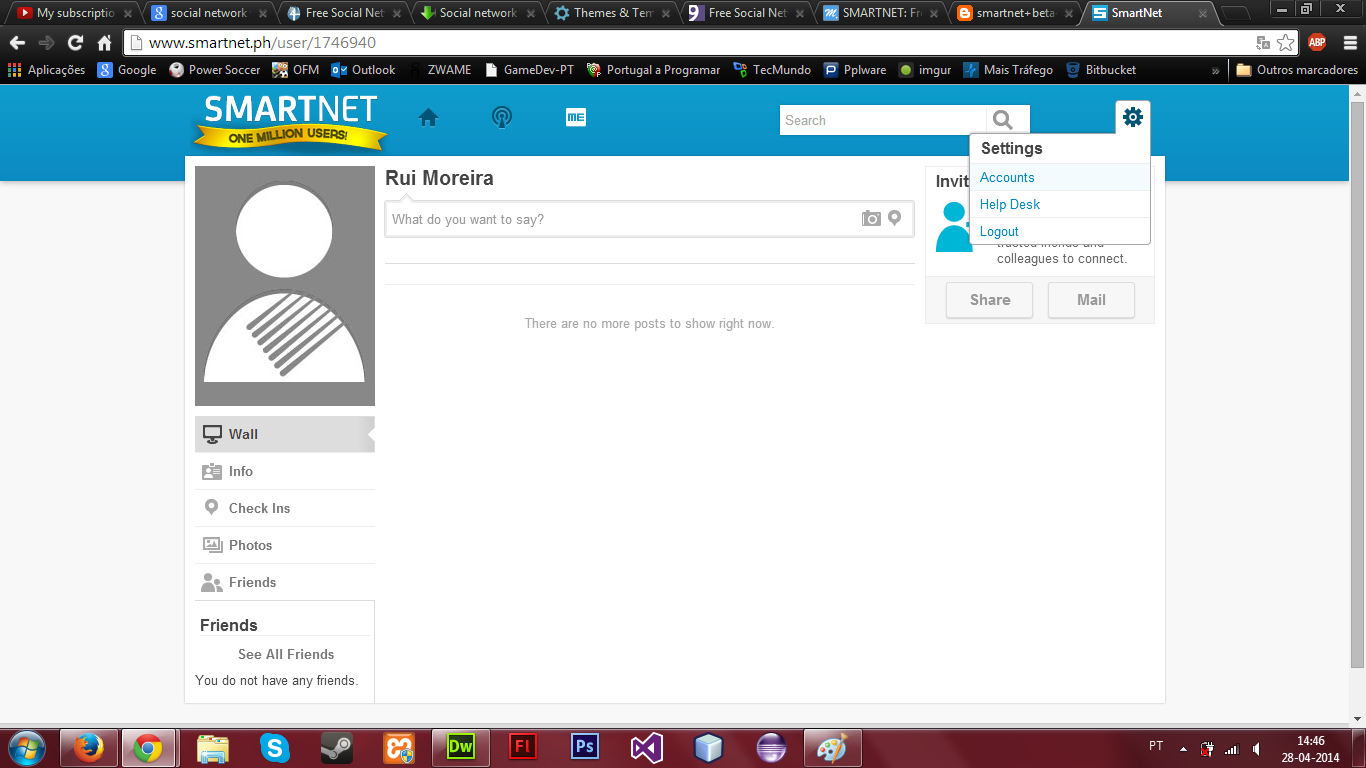 My subscriptio
social network
Free Social Net
Social network
Themes & Tem
Free Social Net
SMARTNET: Fr
smartnet+beta
SmartNet
www.smartnet.ph/user/1746940
ABP
Aplicações
Google
Power Soccer
OFM
Outlook
ZWAME
GameDev-PT
Portugal a Programar
TecMundo
Pplware
imgur
Mais Tráfego
Bitbucket
»
Outros marcadores
SMARTNET
ONE MILLION USERS!
ME
Search
Settings
Accounts
Help Desk
Logout
Rui Moreira
What do you want to say?
Invit
trusted friends and
colleagues to connect.
Share
Mail
There are no more posts to show right now.
Wall
Info
Check Ins
Photos
Friends
Friends
See All Friends
You do not have any friends.
Dw
Fl
Ps
PT
14:46
28-04-2014